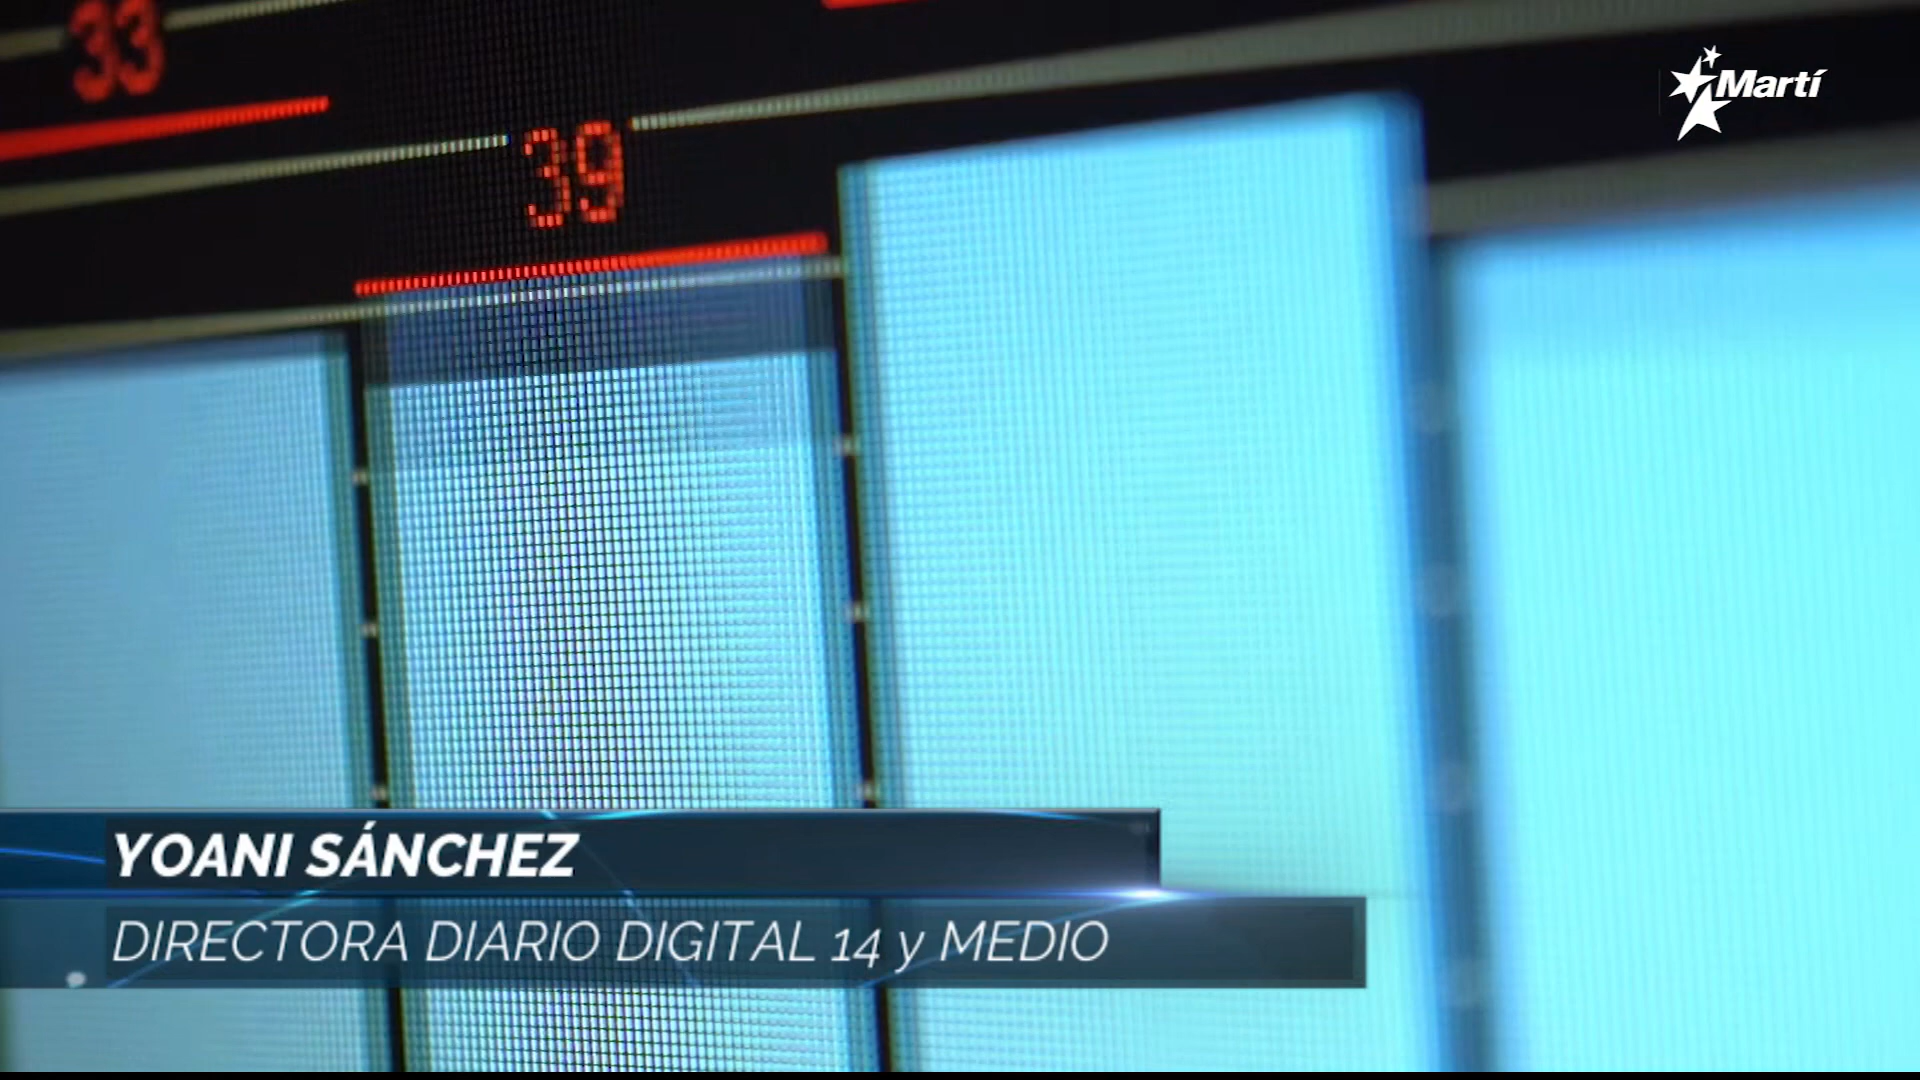 33
39
Martí
YOANI SÁNCHEZ
DIRECTORA DIARIO DIGITAL 14 y MEDIO